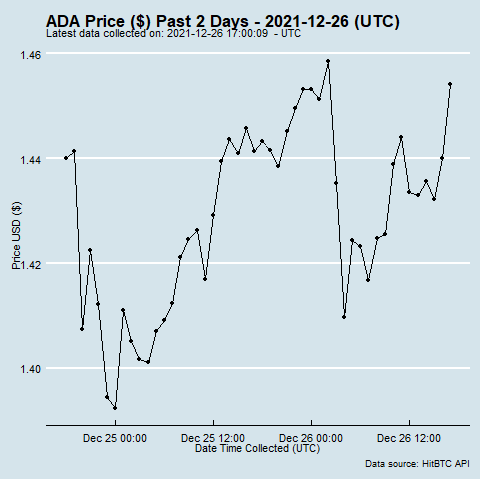 ADA Price ($) Past 2 Days - 2021-12-26 (UTC)
Latest data collected on: 2021-12-26 17:00:09 - UTC
1.46
1.44
1.42
1.40
Price USD ($)
Dec 25 00:00 Dec 25 12:00 Dec 26 00:00 Dec 26 12:00
Date Time Collected (UTC)
Data source: HitBTC API